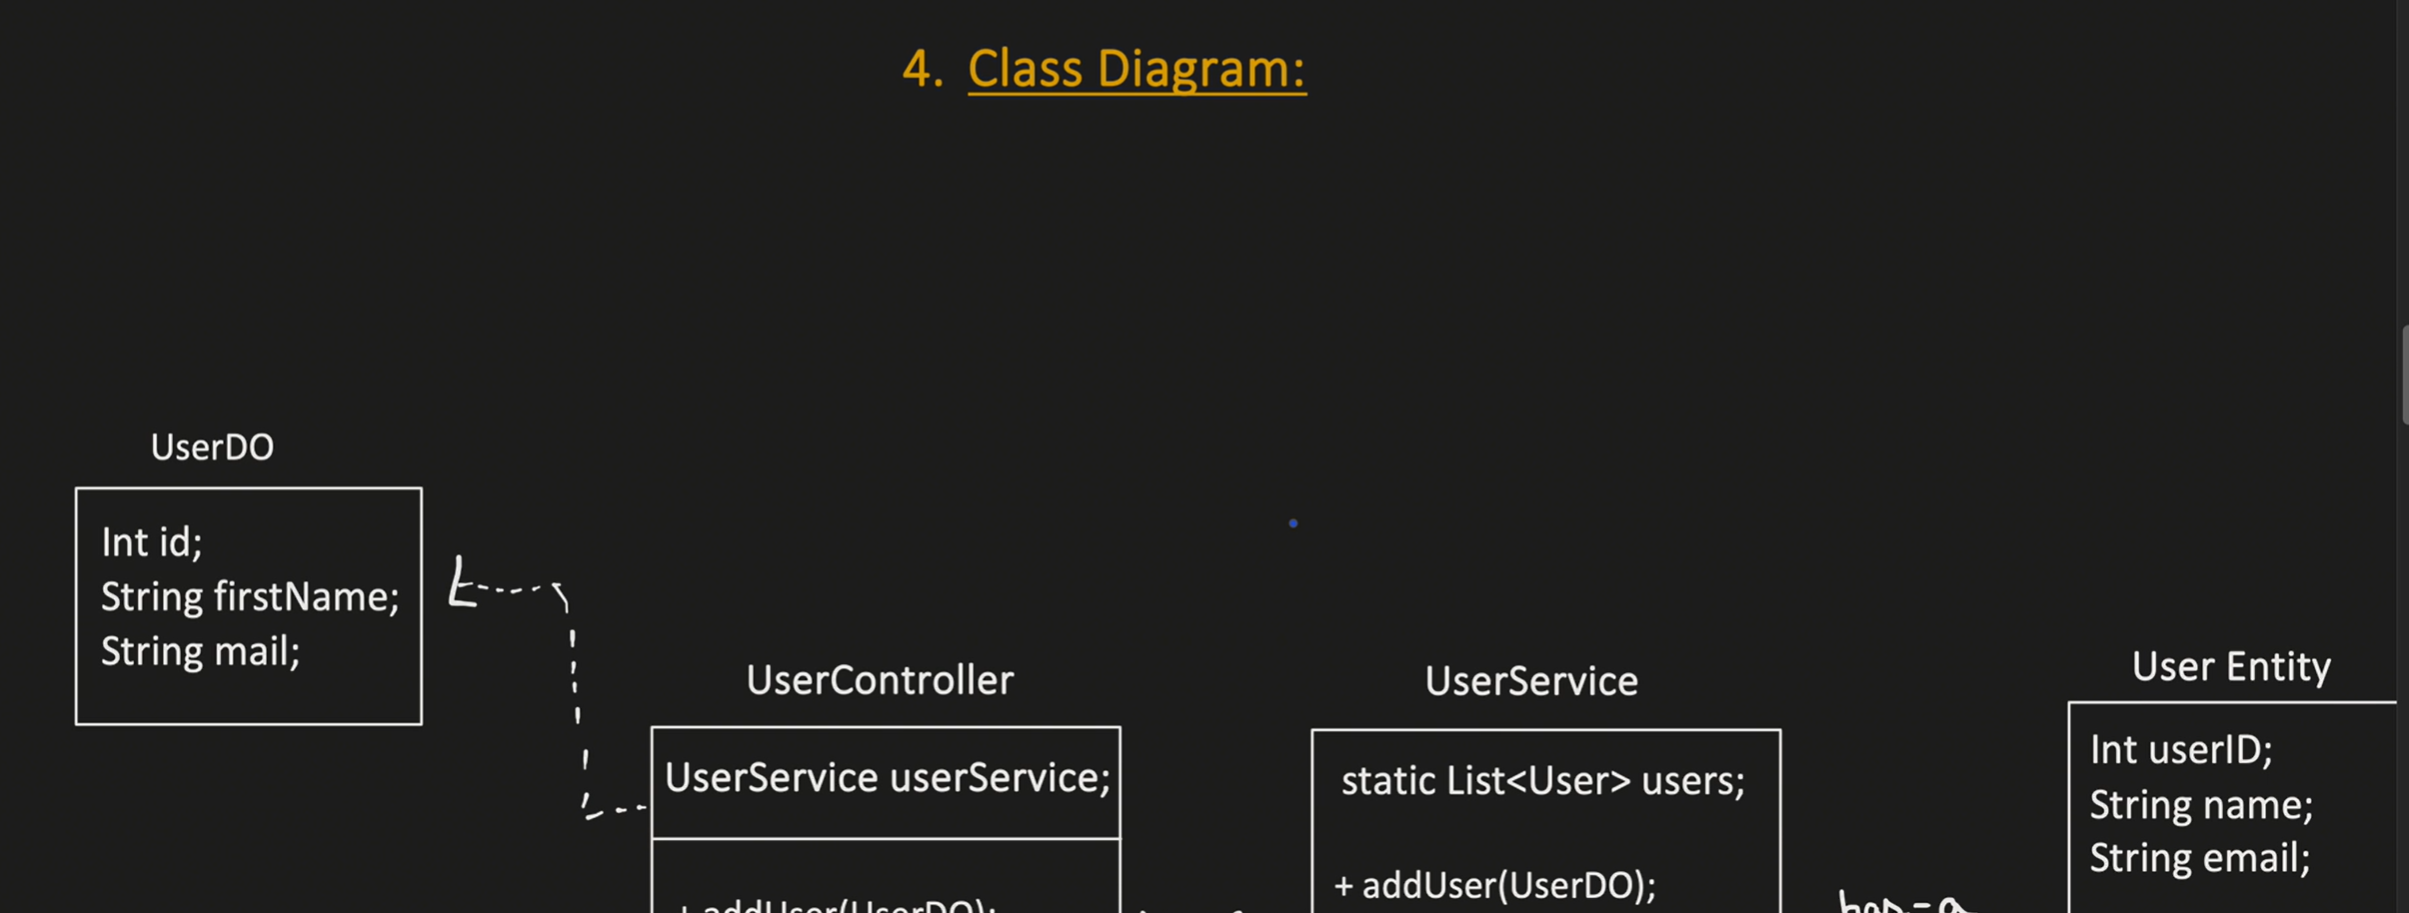 4. Class Diagram:
UserDO
Int id;
String firstName;
String mail;
UserController
UserService userService;
+ addUser(UserDO);
UserService
static List<User> users;
+ addUser(UserDO);
has-a
User Entity
Int userID;
String name;
String email;